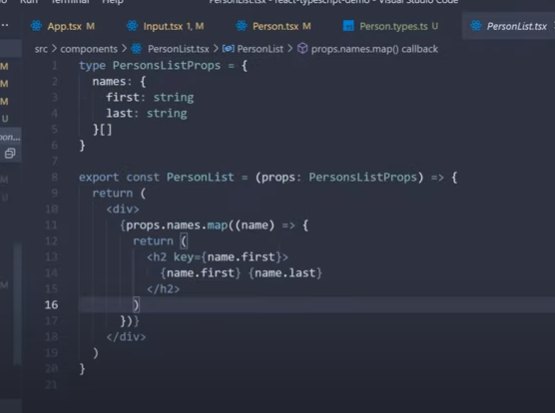 Run Terminal Help PersonList.tsx - react-typescript-demo - Visual Studio Code
App.tsx M Input.tsx 1, M Person.tsx M Person.types.ts U PersonList.tsx
src > components > PersonList.tsx > PersonList > props.names.map() callback
1 type PersonsListProps = {
2 names: {
3 first: string
4 last: string
5 }[]
6 }
7
8 export const PersonList = (props: PersonsListProps) => {
9 return (
10 <div>
11 {props.names.map((name) => {
12 return (
13 <h2 key={name.first}>
14 {name.first} {name.last}
15 </h2>
16 )
17 })}
18 </div>
19 )
20 }
21